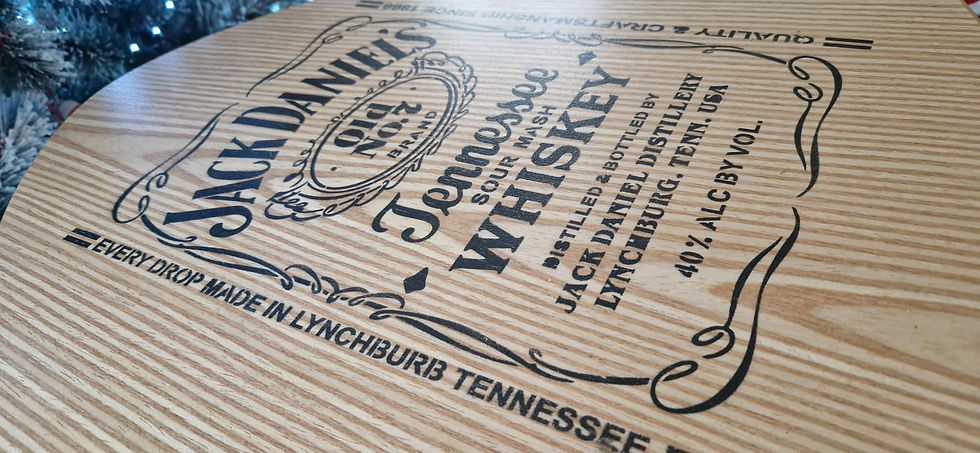 QUALITY & CRAFTSMANSHIP SINCE 1866
JACK DANIEL'S
Old
NO.7
BRAND
Tennessee
SOUR MASH
WHISKEY
DISTILLED & BOTTLED BY
JACK DANIEL DISTILLERY
LYNCHBURG, TENN. USA
40% ALC BY VOL.
EVERY DROP MADE IN LYNCHBURB TENNESSEE